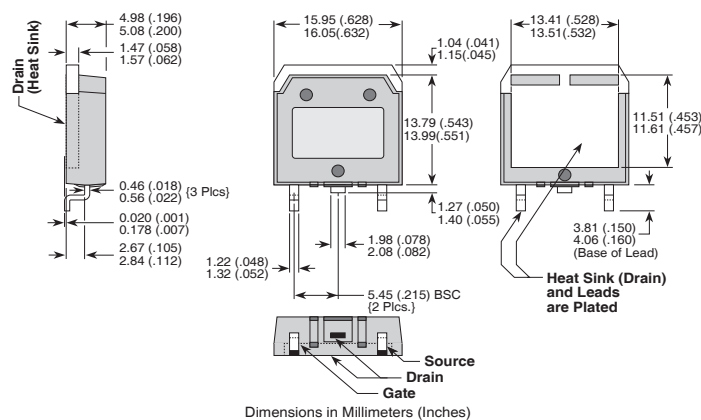 4.98 (.196)
5.08 (.200)
1.47 (.058)
1.57 (.062)
Drain
(Heat Sink)
0.46 (.018)
0.56 (.022)
{3 Plcs}
0.020 (.001)
0.178 (.007)
2.67 (.105)
2.84 (.112)
15.95 (.628)
16.05(.632)
1.04 (.041)
1.15(.045)
13.79 (.543)
13.99(.551)
1.27 (.050)
1.40 (.055)
1.98 (.078)
2.08 (.082)
1.22 (.048)
1.32 (.052)
5.45 (.215) BSC
{2 Plcs.}
13.41 (.528)
13.51(.532)
11.51 (.453)
11.61 (.457)
3.81 (.150)
4.06 (.160)
(Base of Lead)
Heat Sink (Drain)
and Leads
are Plated
Source
Drain
Gate
Dimensions in Millimeters (Inches)